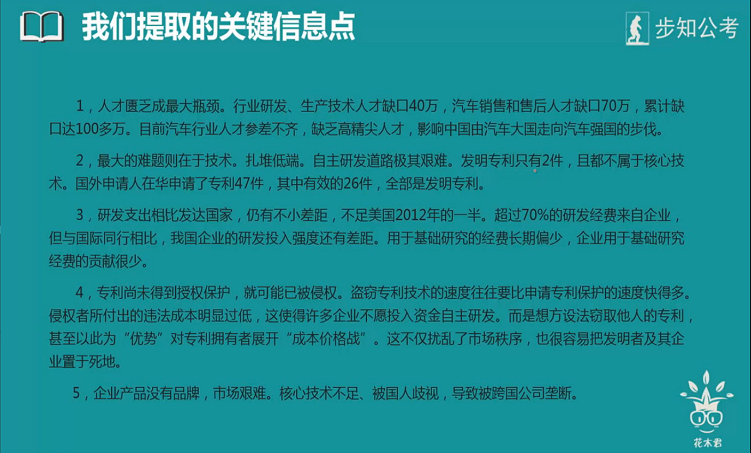 我们提取的关键信息点
步知公考
1，人才匮乏成最大瓶颈。行业研发、生产技术人才缺口40万，汽车销售和售后人才缺口70万，累计缺
口达100多万。目前汽车行业人才参差不齐，缺乏高精尖人才，影响中国由汽车大国走向汽车强国的步伐。
2，最大的难题则在于技术。扎堆低端。自主研发道路极其艰难。发明专利只有2件，且都不属于核心技
术。国外申请人在华申请了专利47件，其中有效的26件，全部是发明专利。
3，研发支出相比发达国家，仍有不小差距，不足美国2012年的一半。超过70%的研发经费来自企业，
但与国际同行相比，我国企业的研发投入强度还有差距。用于基础研究的经费长期偏少，企业用于基础研究
经费的贡献很少。
4，专利尚未得到授权保护，就可能已被侵权。盗窃专利技术的速度往往要比申请专利保护的速度快得多。
侵权者所付出的违法成本明显过低，这使得许多企业不愿投入资金自主研发。而是想方设法窃取他人的专利，
甚至以此为“优势”对专利拥有者展开“成本价格战”。这不仅扰乱了市场秩序，也很容易把发明者及其企
业置于死地。
5，企业产品没有品牌，市场艰难。核心技术不足、被国人歧视，导致被跨国公司垄断。
花木君